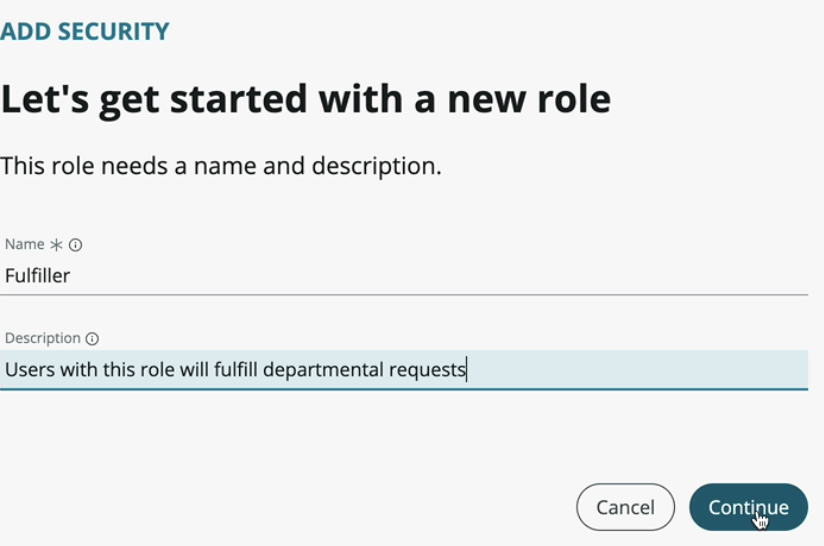 ADD SECURITY
Let's get started with a new role
This role needs a name and description.
Name ✳ ⓘ
Fulfiller
Description ⓘ
Users with this role will fulfill departmental requests
Cancel Continue